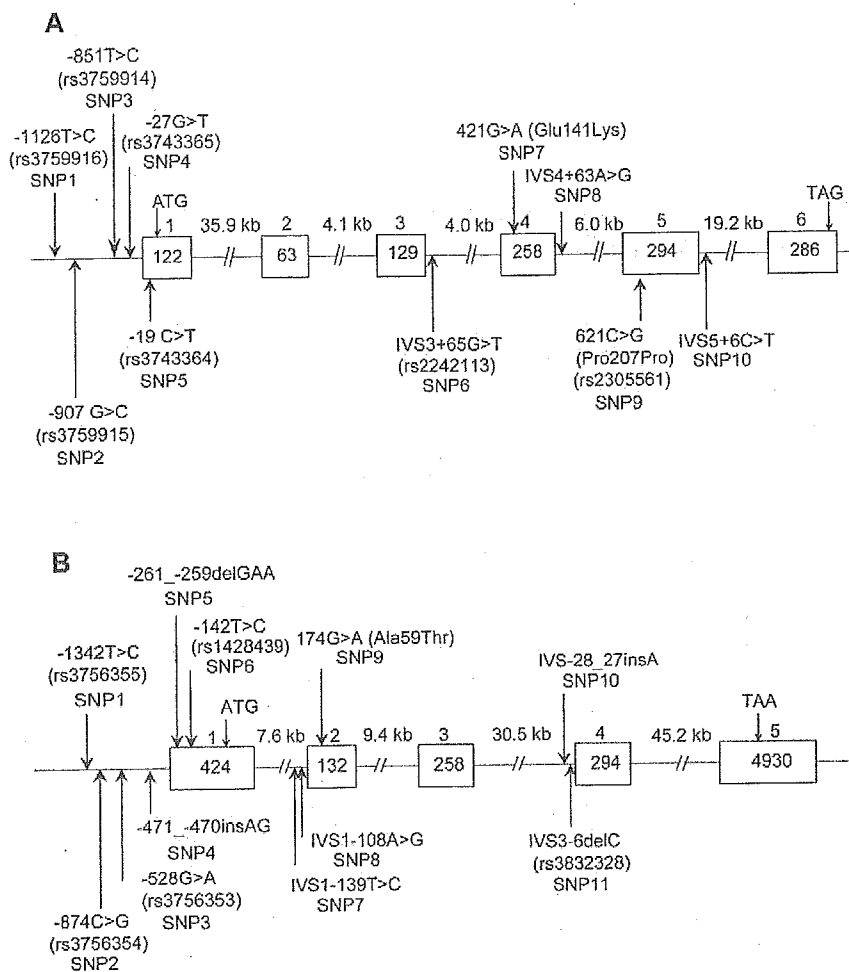 A
-851T>C
(rs3759914)
SNP3
-27G>T
(rs3743365)
SNP4
-1126T>C
(rs3759916)
SNP1
421G>A (Glu141Lys)
SNP7
IVS4+63A>G
SNP8
ATG
TAG
1
35.9 kb
2
4.1 kb
3
4.0 kb
4
6.0 kb
5
19.2 kb
6
122
63
129
258
294
286
-19 C>T
(rs3743364)
SNP5
IVS3+65G>T
(rs2242113)
SNP6
621C>G
(Pro207Pro)
(rs2305561)
SNP9
IVS5+6C>T
SNP10
-907 G>C
(rs3759915)
SNP2
B
-261_-259delGAA
SNP5
-142T>C
(rs1428439)
SNP6
174G>A (Ala59Thr)
SNP9
-1342T>C
(rs3756355)
SNP1
IVS-28_27insA
SNP10
ATG
TAA
1
7.6 kb
2
9.4 kb
3
30.5 kb
4
45.2 kb
5
424
132
258
294
4930
-471_-470insAG
SNP4
IVS1-108A>G
SNP8
IVS3-6delC
(rs3832328)
SNP11
-528G>A
(rs3756353)
SNP3
IVS1-139T>C
SNP7
-874C>G
(rs3756354)
SNP2